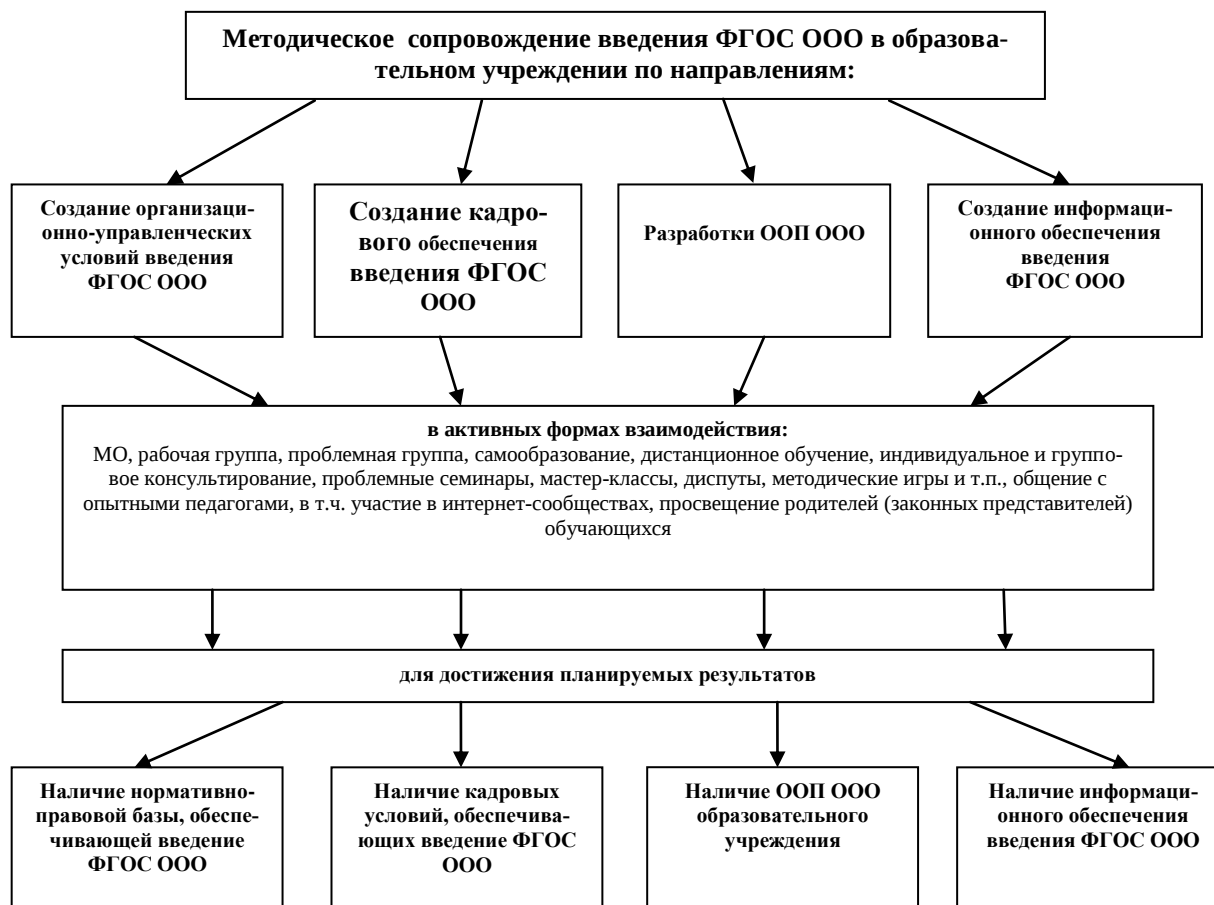 Методическое сопровождение введения ФГОС ООО в образова-
тельном учреждении по направлениям:
Создание организаци-
онно-управленческих
условий введения
ФГОС ООО
Создание кадро-
вого обеспечения
введения ФГОС
ООО
Разработки ООП ООО
Создание информаци-
онного обеспечения
введения
ФГОС ООО
в активных формах взаимодействия:
МО, рабочая группа, проблемная группа, самообразование, дистанционное обучение, индивидуальное и группо-
вое консультирование, проблемные семинары, мастер-классы, диспуты, методические игры и т.п., общение с
опытными педагогами, в т.ч. участие в интернет-сообществах, просвещение родителей (законных представителей)
обучающихся
для достижения планируемых результатов
Наличие нормативно-
правовой базы, обеспе-
чивающей введение
ФГОС ООО
Наличие кадровых
условий, обеспечива-
ющих введение ФГОС
ООО
Наличие ООП ООО
образовательного
учреждения
Наличие информаци-
онного обеспечения
введения ФГОС ООО